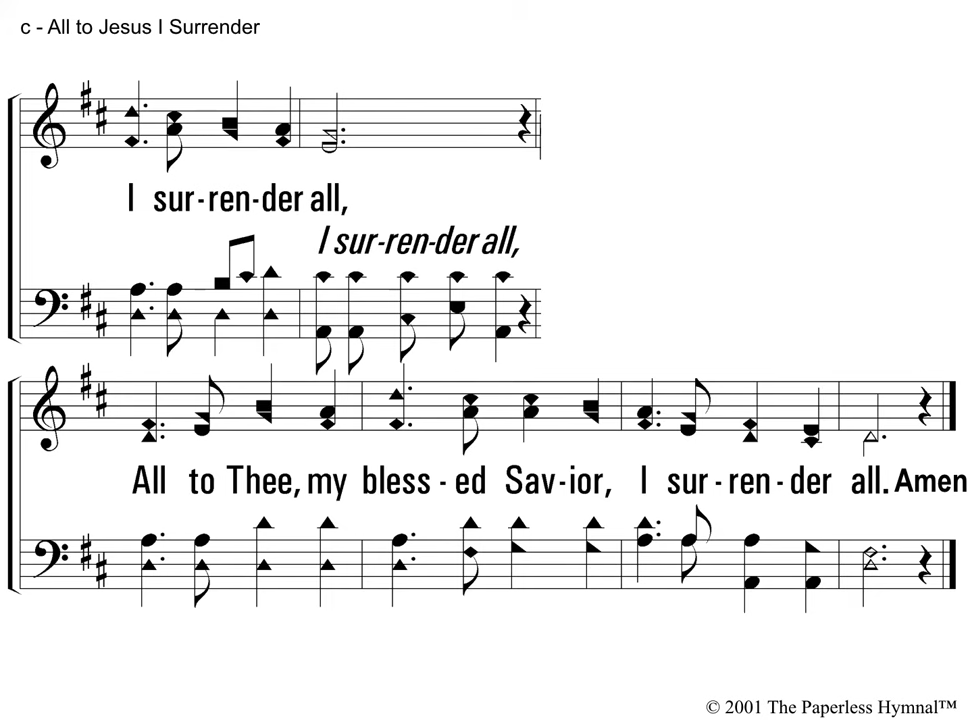 c - All to Jesus I Surrender
I sur-ren-der all,
I sur-ren-der all,
All to Thee, my bless - ed Sav-ior, I sur - ren - der all. Amen
© 2001 The Paperless Hymnal™